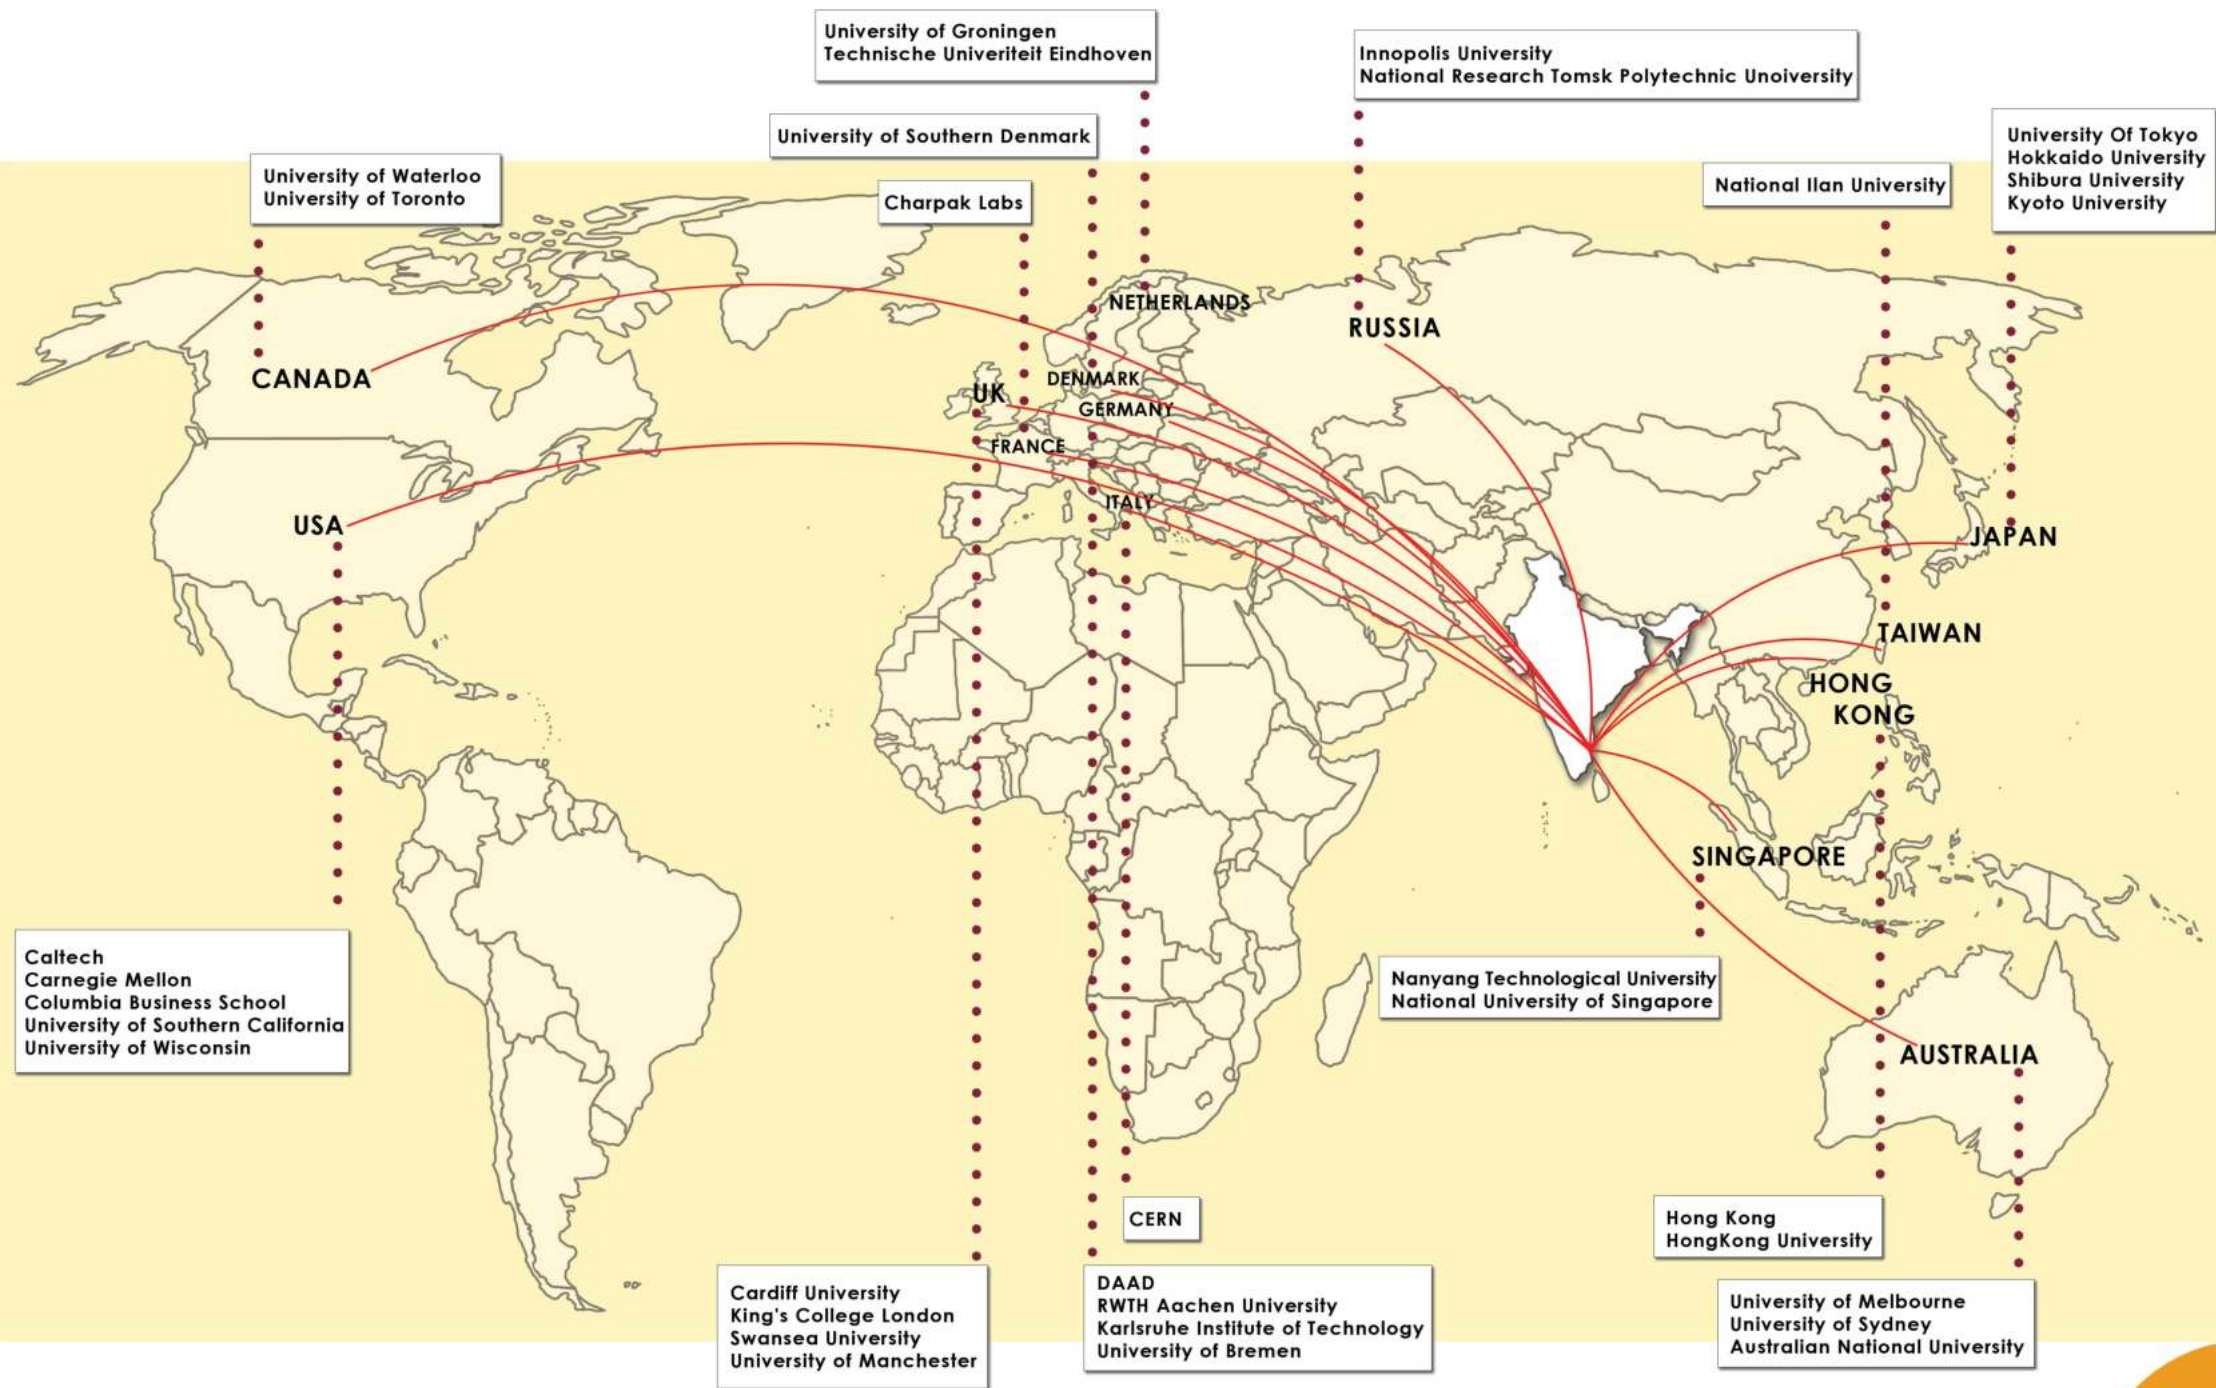 University of Groningen
Technische Univeriteit Eindhoven
Innopolis University
National Research Tomsk Polytechnic Unoiversity
University of Southern Denmark
University Of Tokyo
Hokkaido University
Shibura University
Kyoto University
University of Waterloo
University of Toronto
Charpak Labs
National Ilan University
NETHERLANDS
RUSSIA
CANADA
UK
DENMARK
GERMANY
FRANCE
ITALY
USA
JAPAN
TAIWAN
HONG
KONG
SINGAPORE
Caltech
Carnegie Mellon
Columbia Business School
University of Southern California
University of Wisconsin
Nanyang Technological University
National University of Singapore
AUSTRALIA
CERN
Hong Kong
HongKong University
Cardiff University
King's College London
Swansea University
University of Manchester
DAAD
RWTH Aachen University
Karlsruhe Institute of Technology
University of Bremen
University of Melbourne
University of Sydney
Australian National University